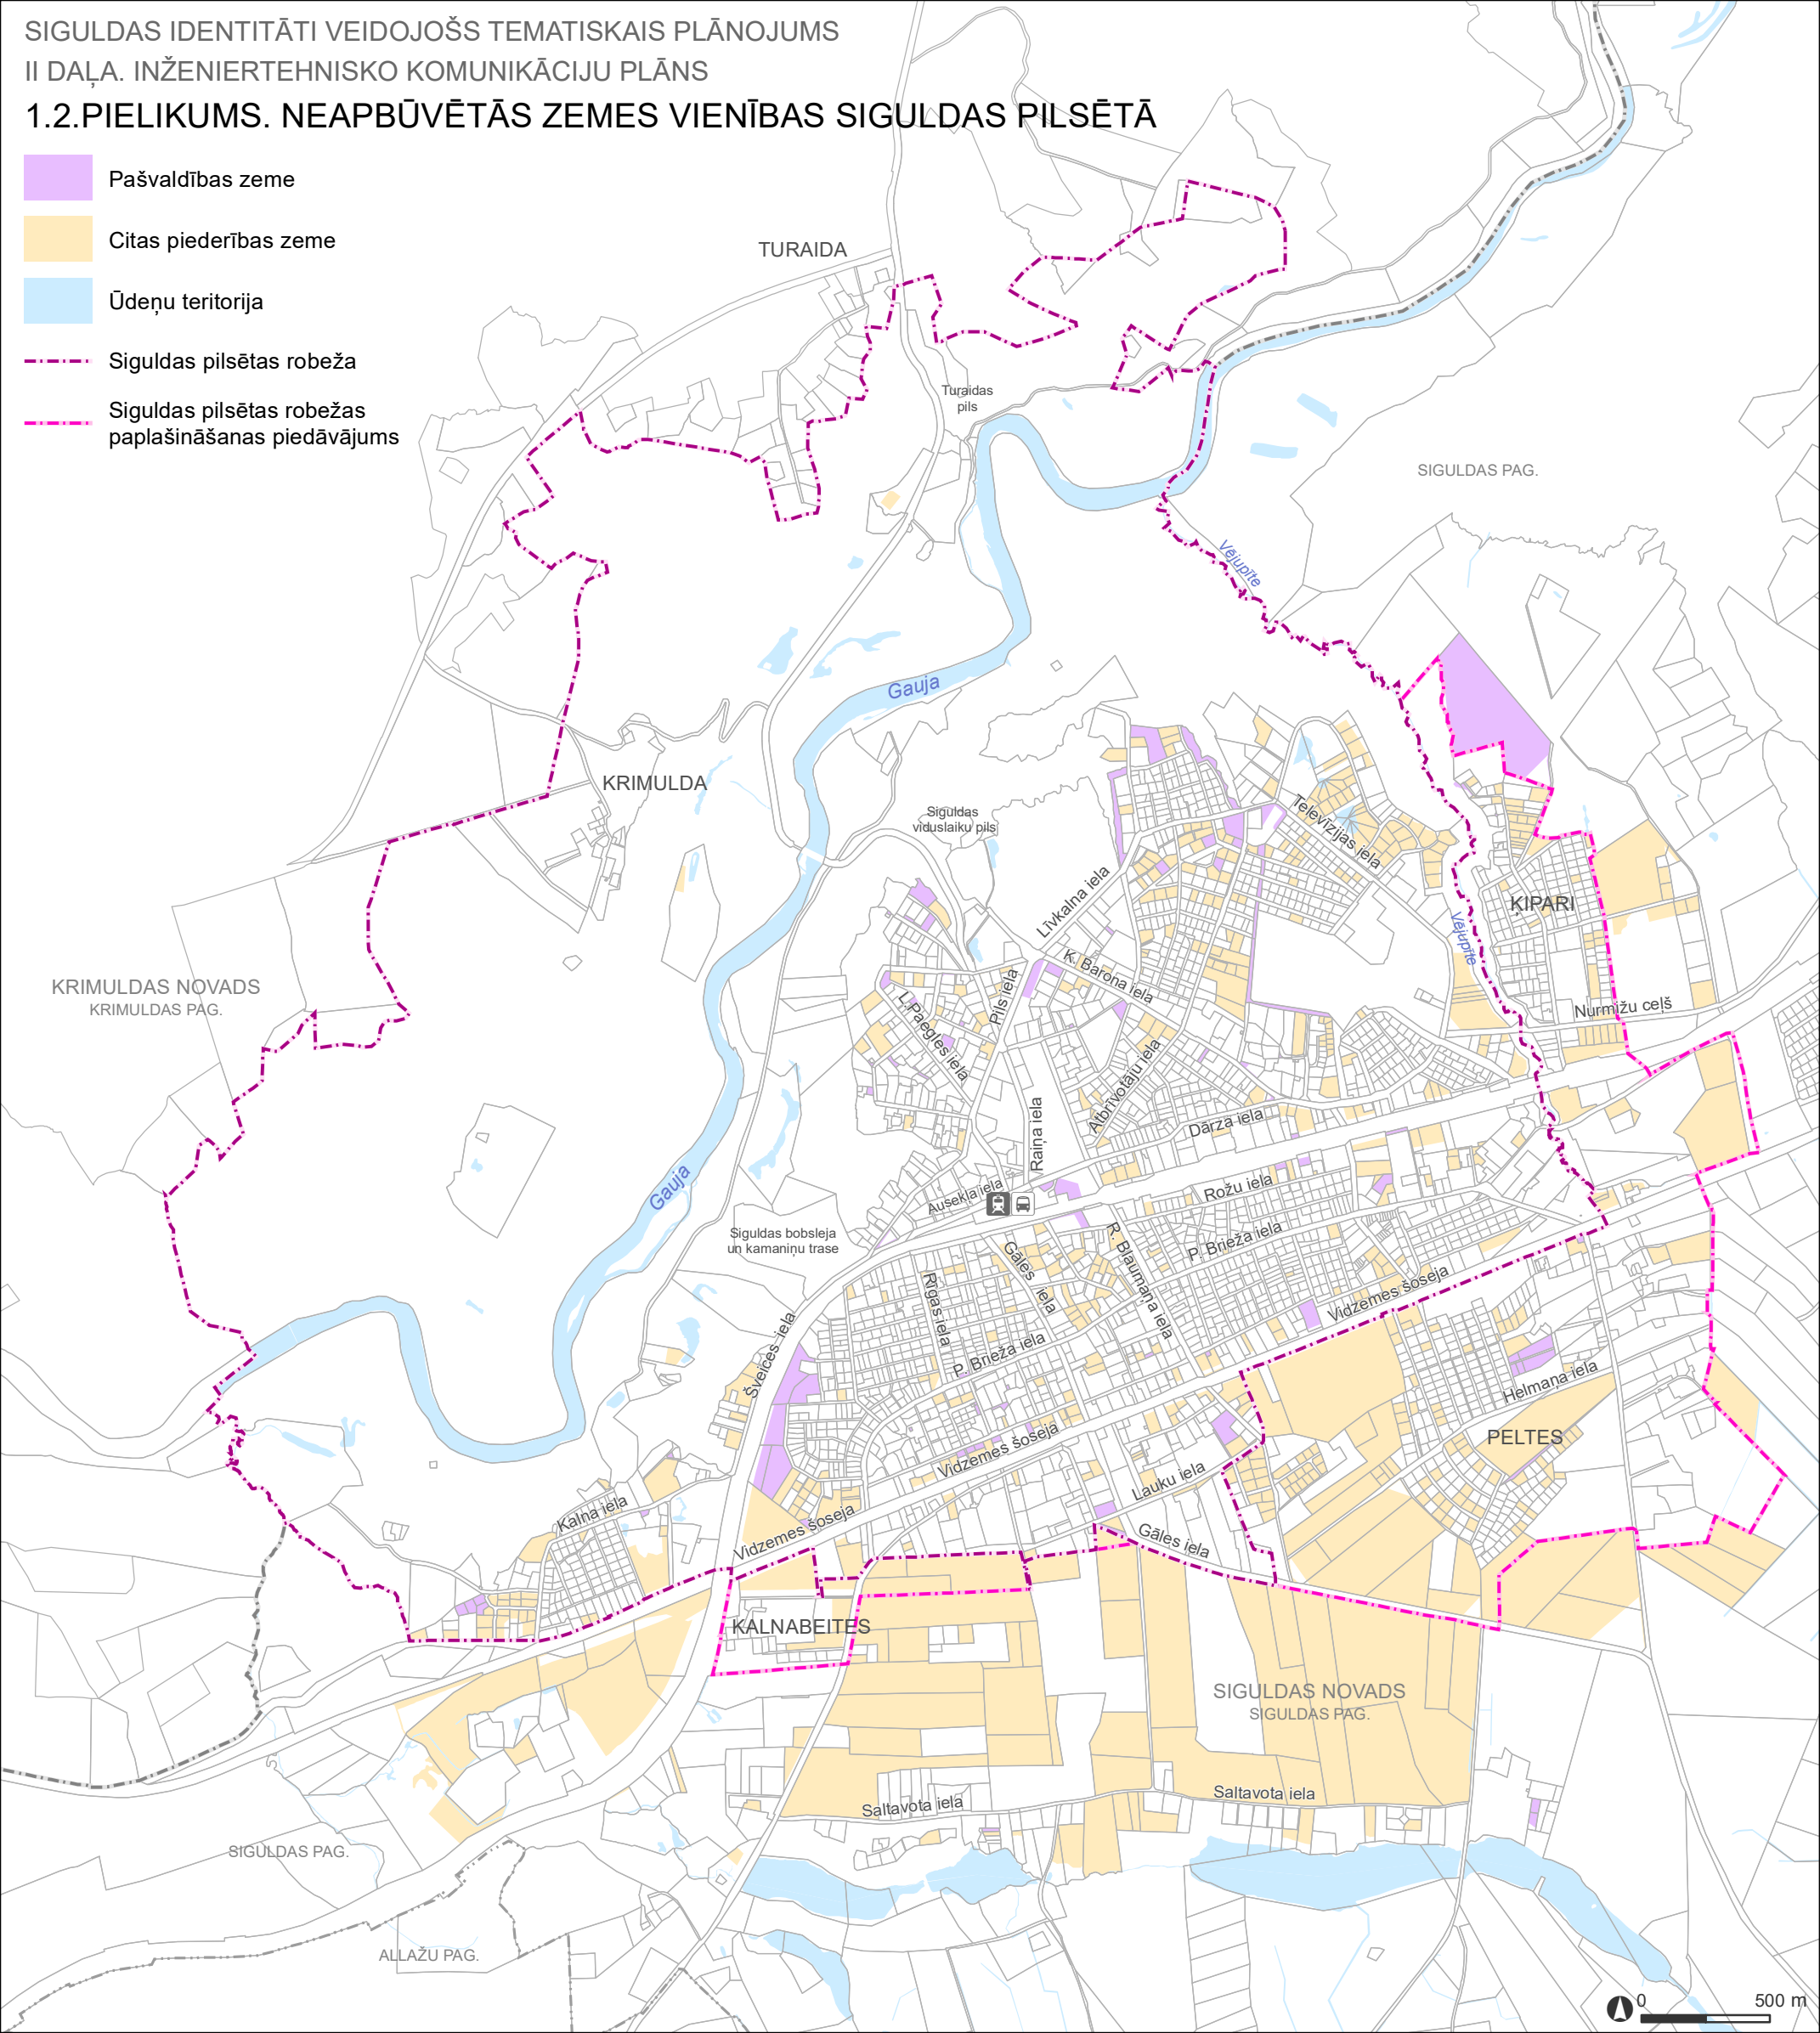 SIGULDAS IDENTITĀTI VEIDOJOŠS TEMATISKAIS PLĀNOJUMS
II DAĻA. INŽENIERTEHNISKO KOMUNIKĀCIJU PLĀNS
1.2.PIELIKUMS. NEAPBŪVĒTĀS ZEMES VIENĪBAS SIGULDAS PILSĒTĀ
Pašvaldības zeme
Citas piederības zeme
Ūdeņu teritorija
Siguldas pilsētas robeža
Siguldas pilsētas robežas
paplašināšanas piedāvājums
TURAIDA
Turaidas
pils
SIGULDAS PAG.
Vējupīte
Gauja
KRIMULDA
Siguldas
viduslaiku pils
Televīzijas iela
Līvkalna iela
ĶIPARI
Vējupīte
K. Barona iela
Pils iela
L.Paegles iela
Nurmižu ceļš
KRIMULDAS NOVADS
KRIMULDAS PAG.
Atbrīvotāju iela
Raiņa iela
Dārza iela
Gauja
Ausekļa iela
Rožu iela
P. Brieža iela
Siguldas bobsleja
un kamaniņu trase
Gāles iela
R. Blaumaņa iela
Rīgas iela
Vidzemes šoseja
Šveices iela
P. Brieža iela
Helmaņa iela
PELTES
Vidzemes šoseja
Lauku iela
Kalna iela
Vidzemes šoseja
Gāles iela
KALNABEITES
SIGULDAS NOVADS
SIGULDAS PAG.
Saltavota iela
Saltavota iela
SIGULDAS PAG.
ALLAŽU PAG.
0 500 m